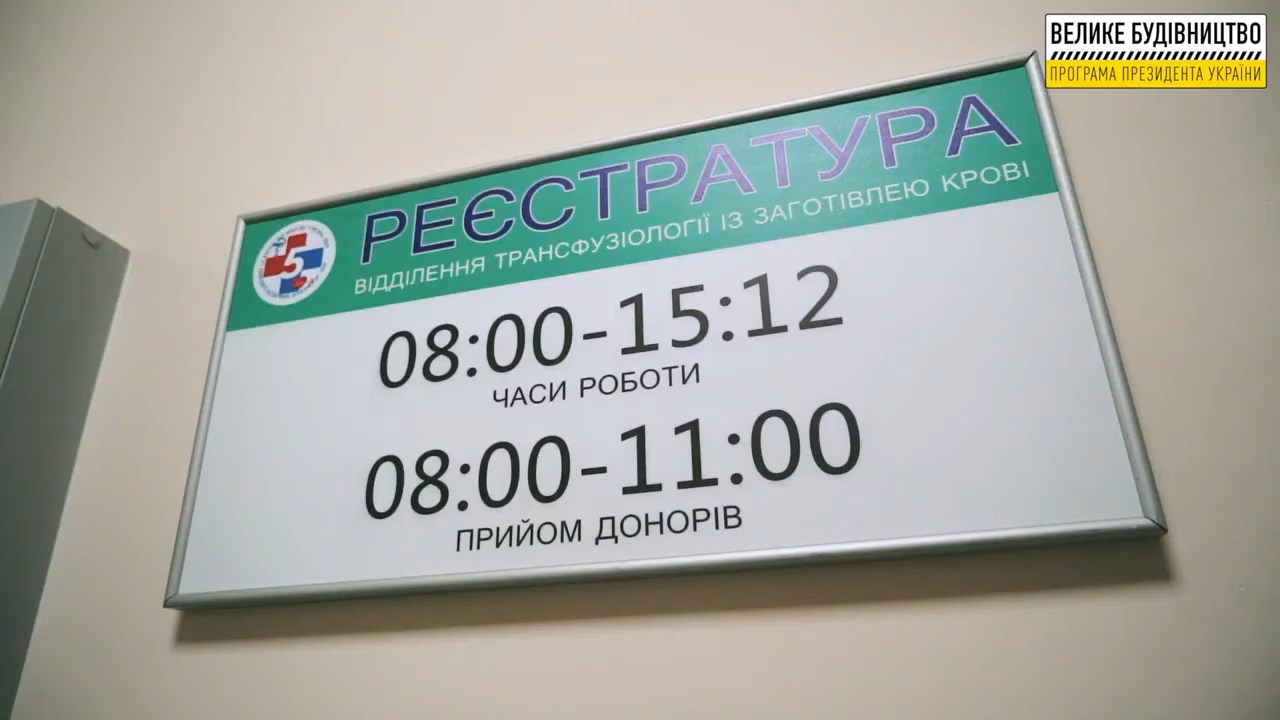 ВЕЛИКЕ БУДІВНИЦТВО
ПРОГРАМА ПРЕЗИДЕНТА УКРАЇНИ
РЕЄСТРАТУРА
ВІДДІЛЕННЯ ТРАНСФУЗІОЛОГІЇ ІЗ ЗАГОТІВЛЕЮ КРОВІ
5
08:00-15:12
ЧАСИ РОБОТИ
08:00-11:00
ПРИЙОМ ДОНОРІВ